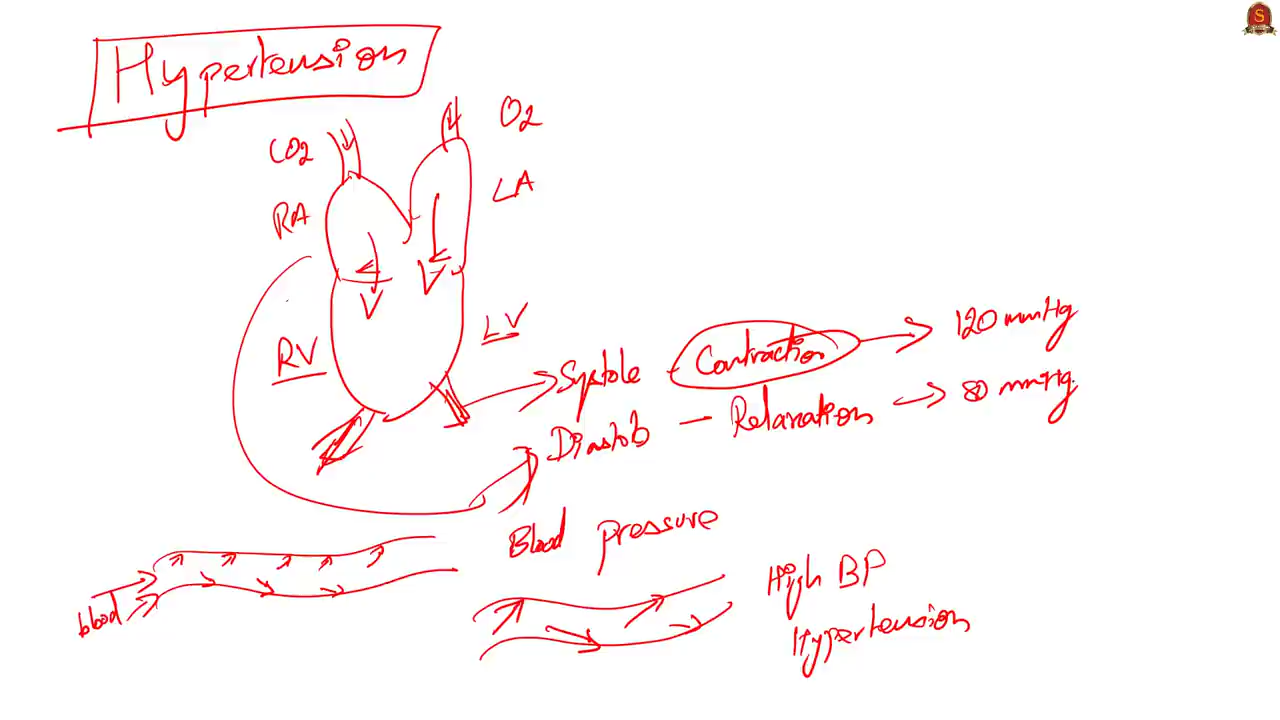 Hypertension
CO2
O2
RA
LA
RV
LV
Systole - Contraction → 120 mmHg
Diastole - Relaxation → 80 mmHg.
Blood pressure
blood
High BP
Hypertension
S